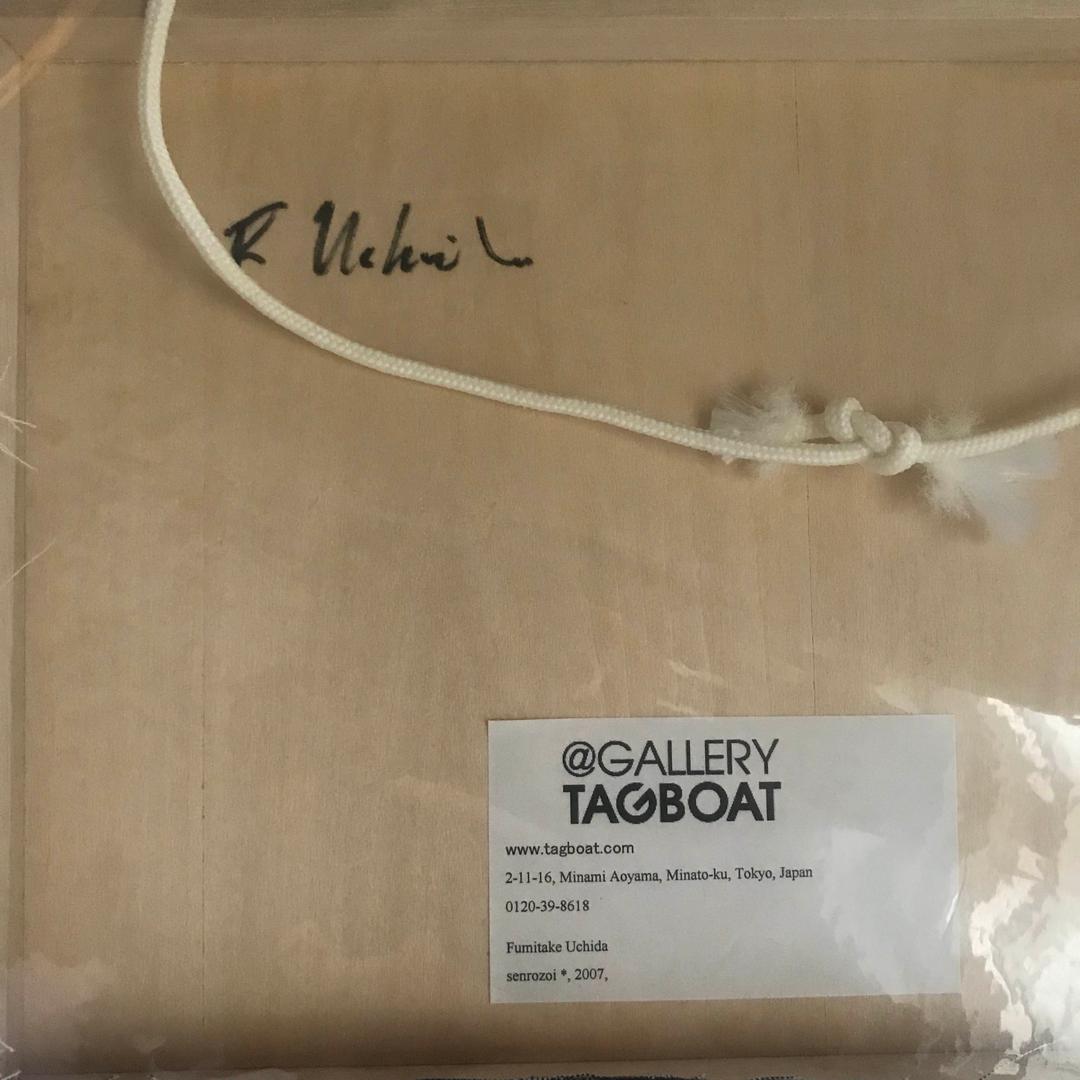 @GALLERY
TAGBOAT
www.tagboat.com
2-11-16, Minami Aoyama, Minato-ku, Tokyo, Japan
0120-39-8618
Fumitake Uchida
senrozoi *, 2007,